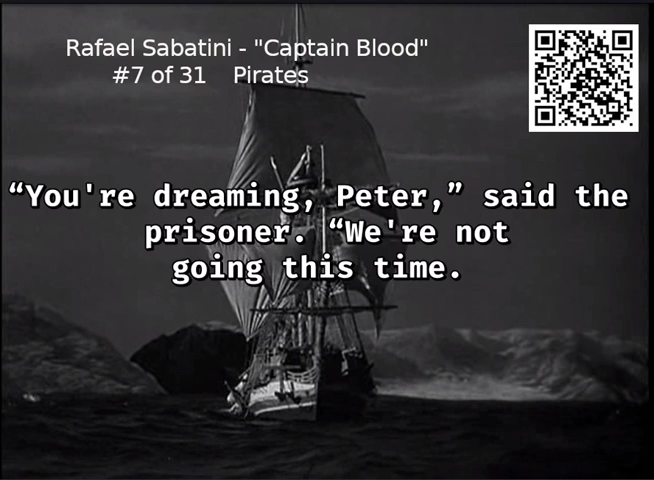 Rafael Sabatini - "Captain Blood"
#7 of 31    Pirates
“You're dreaming, Peter,” said the
prisoner. “We're not
going this time.